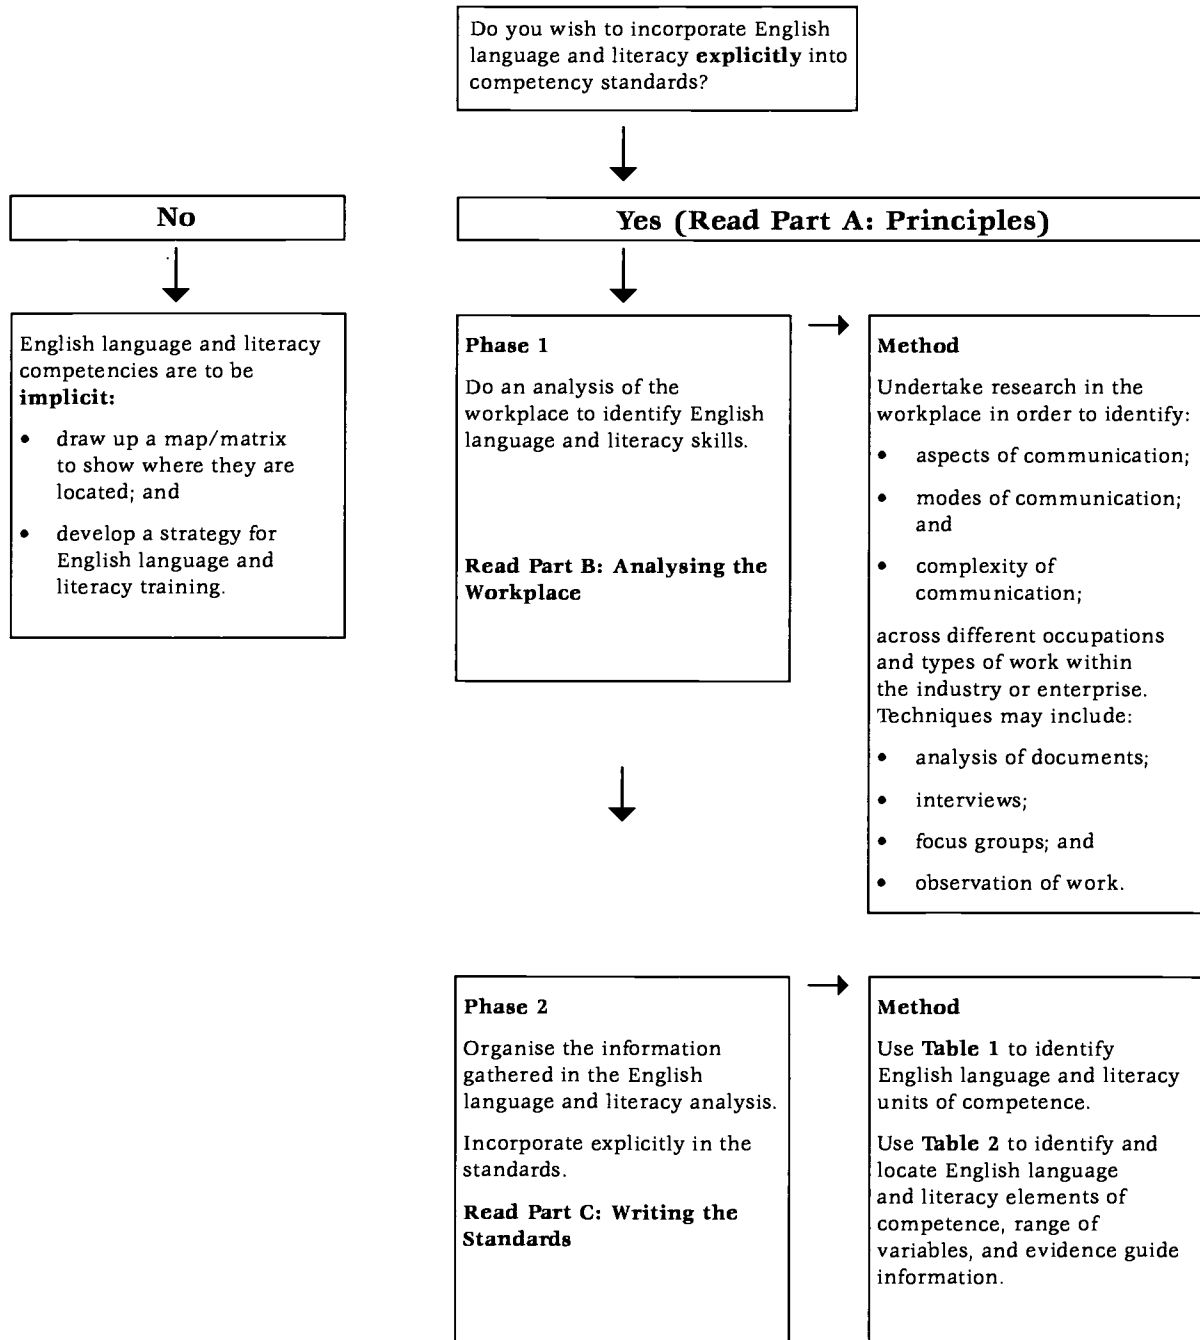 Do you wish to incorporate English
language and literacy explicitly into
competency standards?
No
English language and literacy
competencies are to be
implicit:
• draw up a map/matrix
to show where they are
located; and
• develop a strategy for
English language and
literacy training.
Yes (Read Part A: Principles)
Phase 1
Do an analysis of the
workplace to identify English
language and literacy skills.
Read Part B: Analysing the
Workplace
Method
Undertake research in the
workplace in order to identify:
• aspects of communication;
• modes of communication;
and
• complexity of
communication;
across different occupations
and types of work within
the industry or enterprise.
Techniques may include:
• analysis of documents;
• interviews;
• focus groups; and
• observation of work.
Phase 2
Organise the information
gathered in the English
language and literacy analysis.
Incorporate explicitly in the
standards.
Read Part C: Writing the
Standards
Method
Use Table 1 to identify
English language and literacy
units of competence.
Use Table 2 to identify and
locate English language
and literacy elements of
competence, range of
variables, and evidence guide
information.